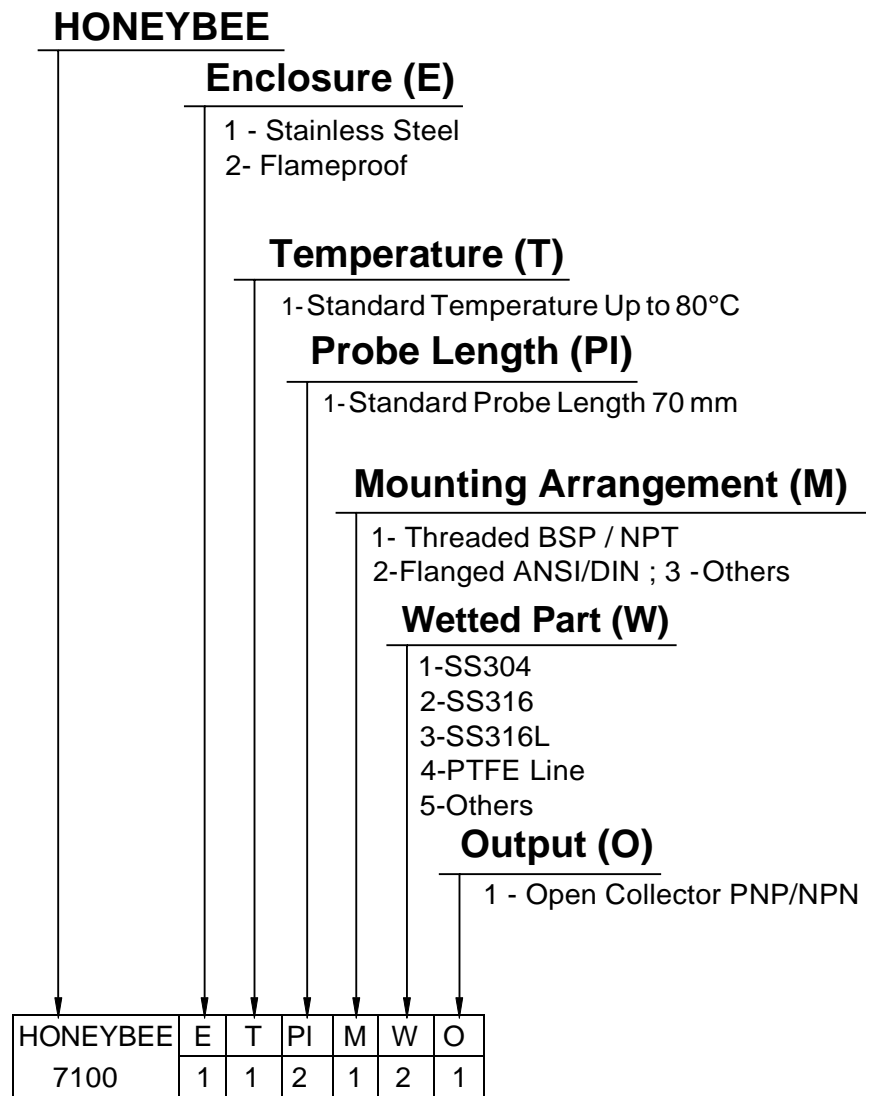 HONEYBEE
Enclosure (E)
1 - Stainless Steel
2- Flameproof
Temperature (T)
1-Standard Temperature Up to 80°C
Probe Length (PI)
1-Standard Probe Length 70 mm
Mounting Arrangement (M)
1- Threaded BSP / NPT
2-Flanged ANSI/DIN ; 3 -Others
Wetted Part (W)
1-SS304
2-SS316
3-SS316L
4-PTFE Line
5-Others
Output (O)
1 - Open Collector PNP/NPN
HONEYBEE E T PI M W O
7100 1 1 2 1 2 1